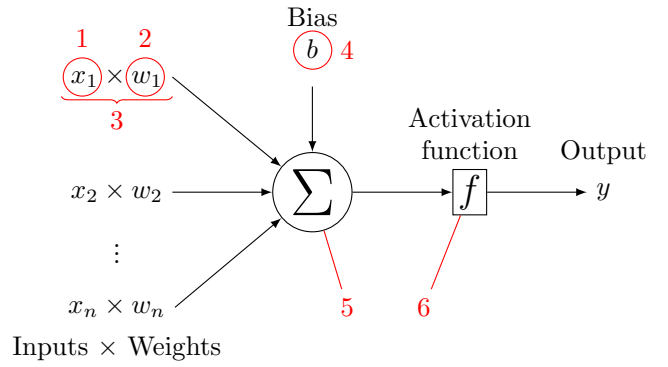 Bias
1 2 b 4
x₁ × w₁
3
Activation
function
Output
x₂ × w₂ ∑ f y
⋮
5 6
xₙ × wₙ
Inputs × Weights